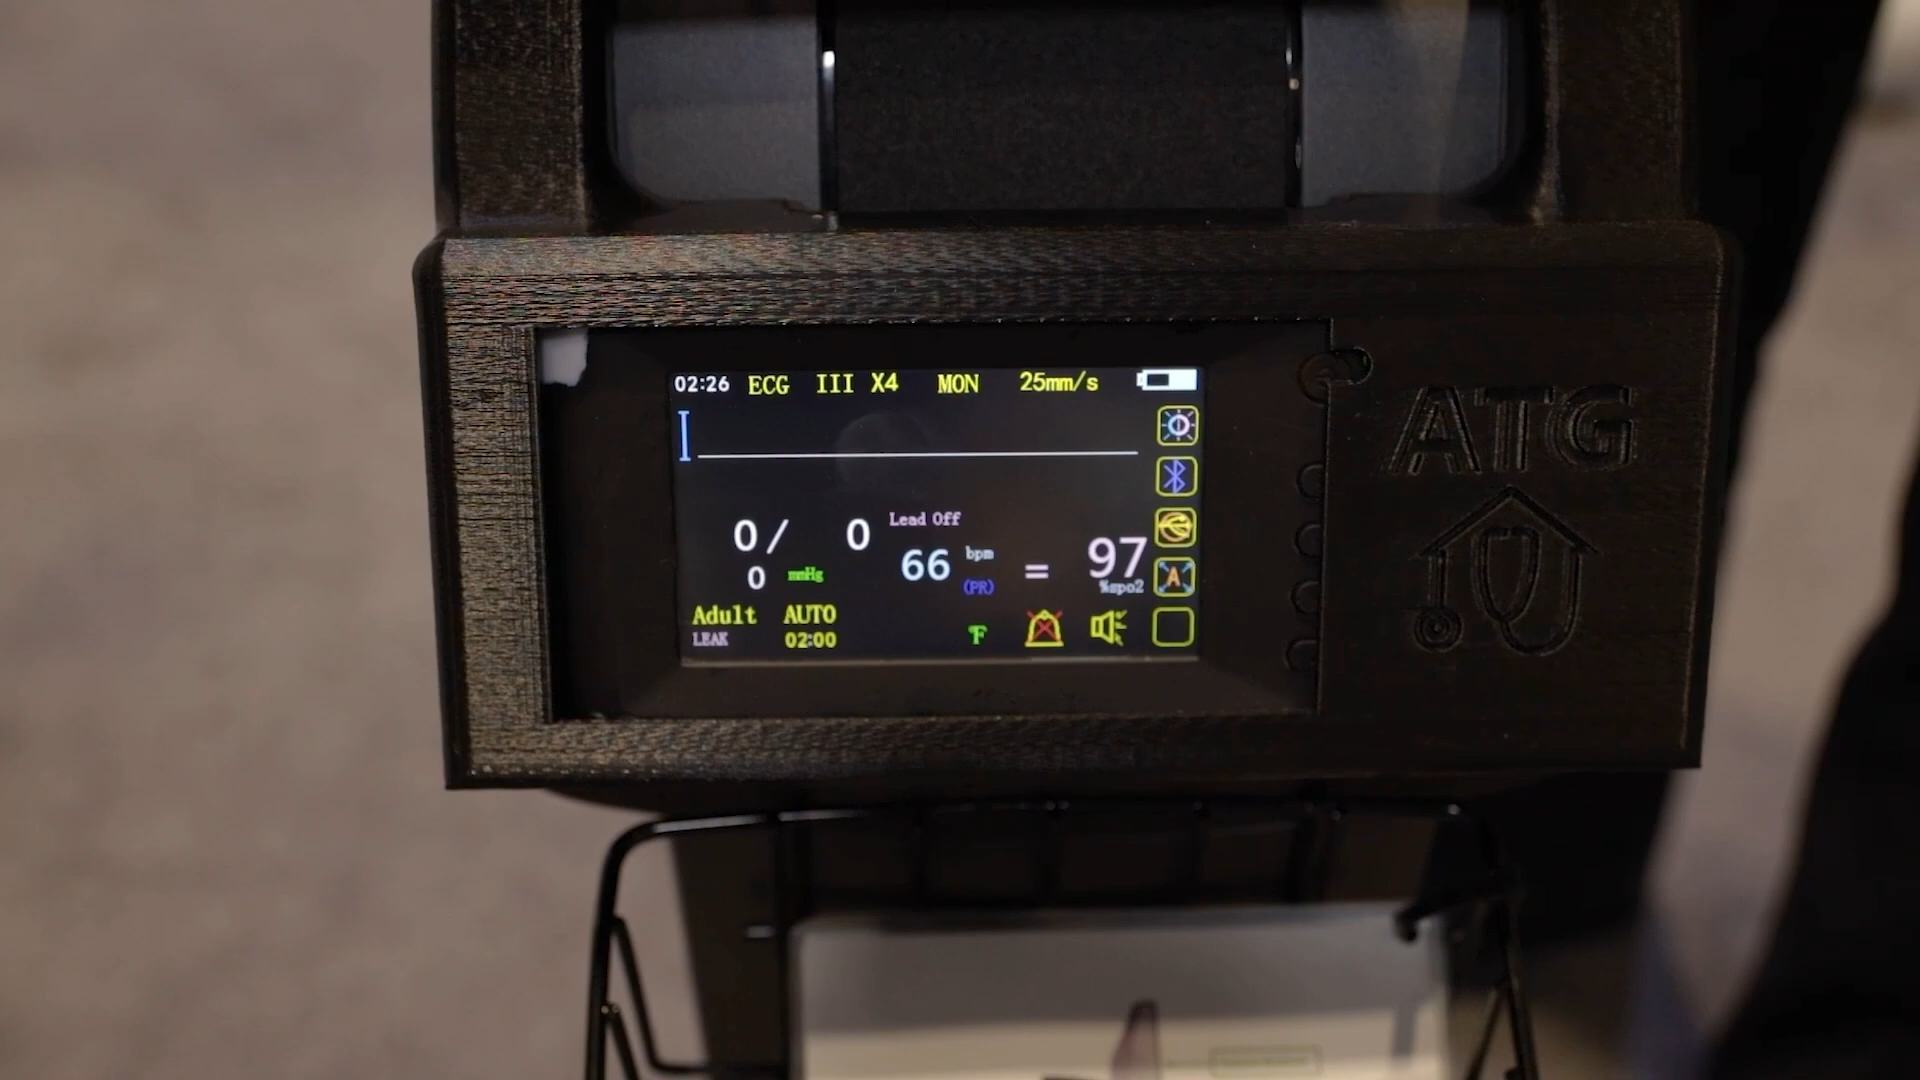 02:26 ECG III X4 MON 25mm/s
0/ 0
0 mmHg
Lead Off
66 bpm
(PR)
= 97
%spo2
Adult AUTO
LEAK 02:00
°F
A
ATG